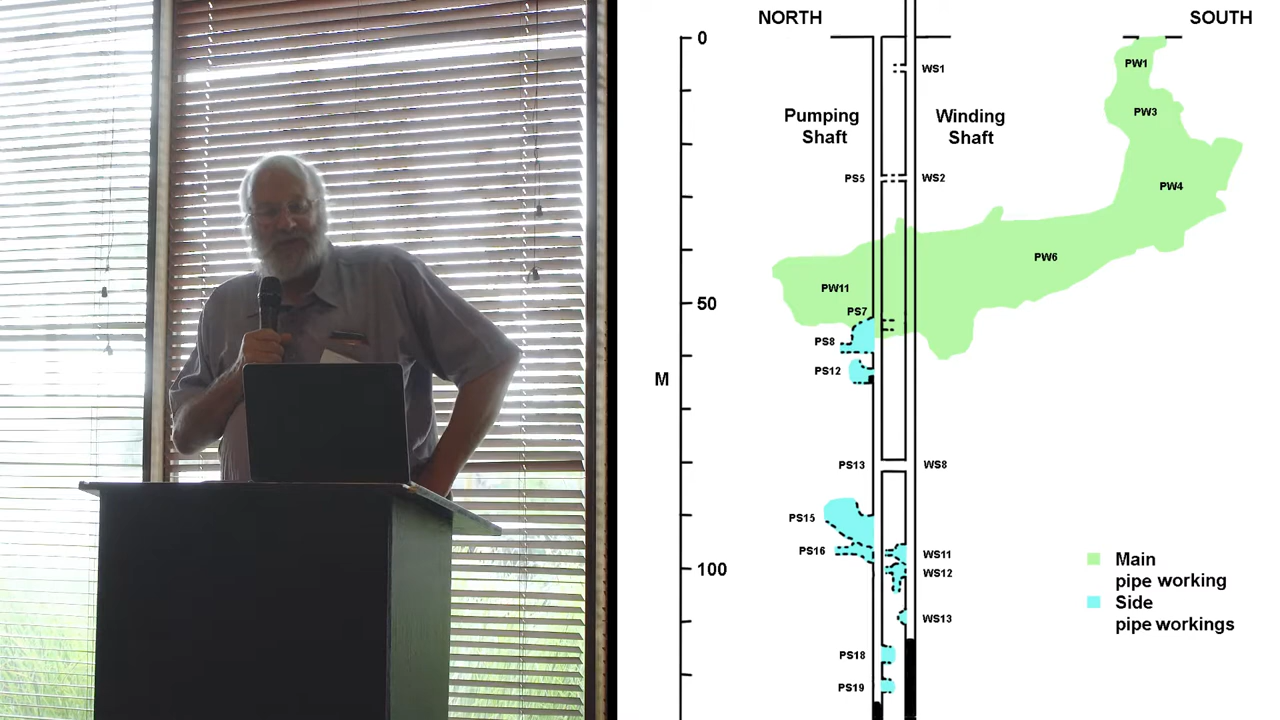 NORTH
SOUTH
0
PW1
WS1
PW3
Pumping
Shaft
Winding
Shaft
PS5
WS2
PW4
PW6
PW11
50
PS7
PS8
PS12
M
PS13
WS8
PS15
PS16
WS11
Main
pipe working
100
WS12
Side
pipe workings
WS13
PS18
PS19